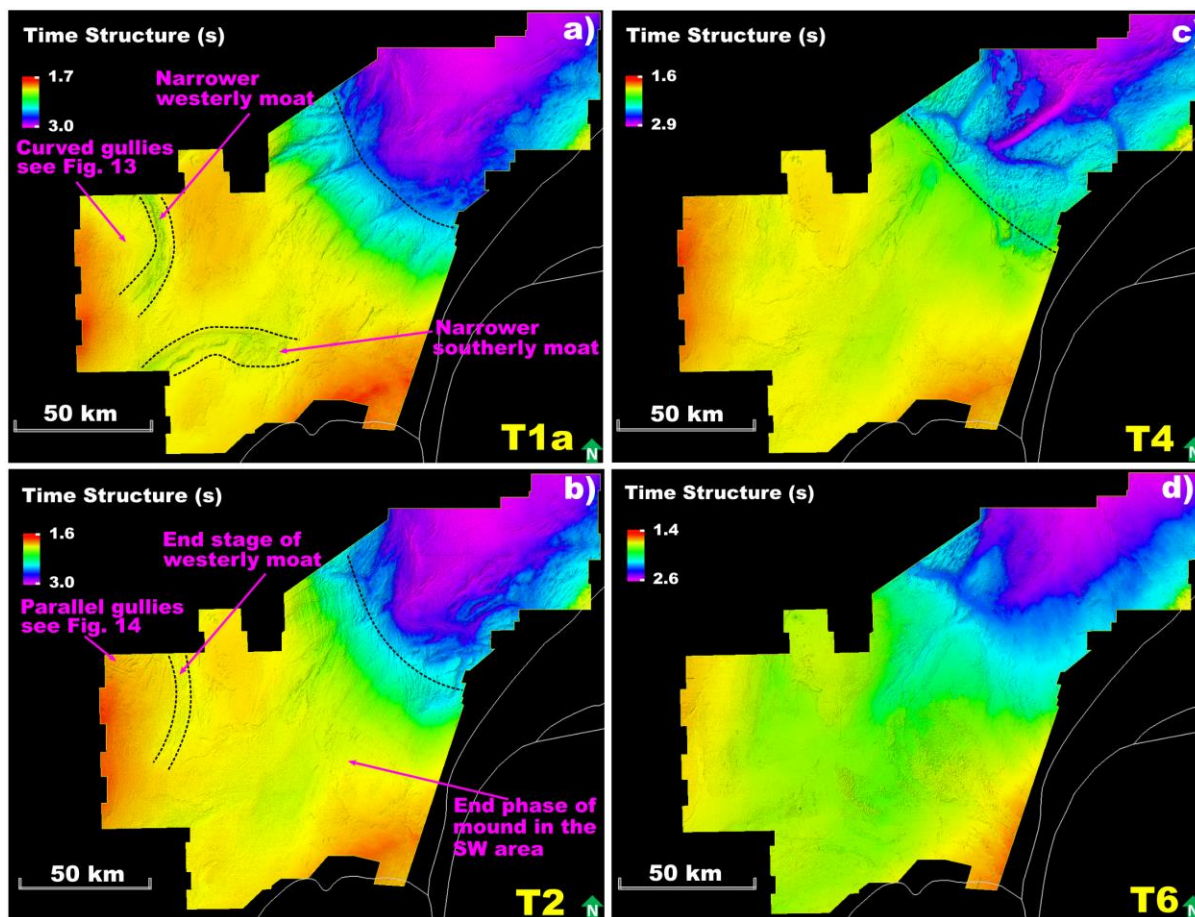 a)
Time Structure (s)
1.7
3.0
Narrower
westerly moat
Curved gullies
see Fig. 13
Narrower
southerly moat
50 km
T1a
N
c)
Time Structure (s)
1.6
2.9
50 km
T4
N
b)
Time Structure (s)
1.6
3.0
End stage of
westerly moat
Parallel gullies
see Fig. 14
End phase of
mound in the
SW area
50 km
T2
N
d)
Time Structure (s)
1.4
2.6
50 km
T6
N